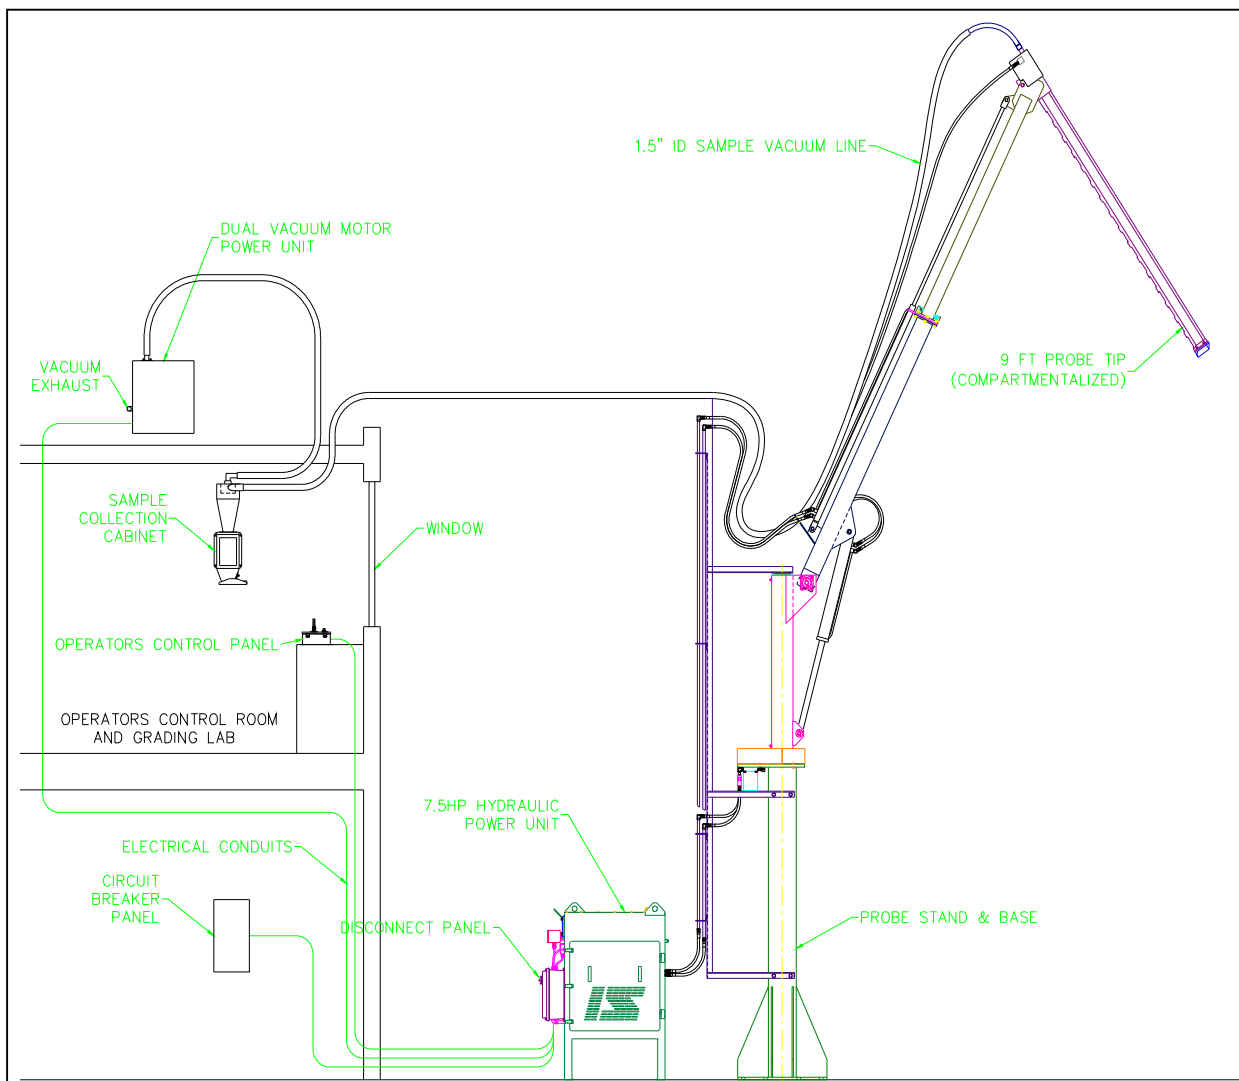 1.5" ID SAMPLE VACUUM LINE
DUAL VACUUM MOTOR
POWER UNIT
VACUUM
EXHAUST
9 FT PROBE TIP
(COMPARTMENTALIZED)
SAMPLE
COLLECTION
CABINET
WINDOW
OPERATORS CONTROL PANEL
OPERATORS CONTROL ROOM
AND GRADING LAB
7.5HP HYDRAULIC
POWER UNIT
ELECTRICAL CONDUITS
CIRCUIT
BREAKER
PANEL
DISCONNECT PANEL
PROBE STAND & BASE